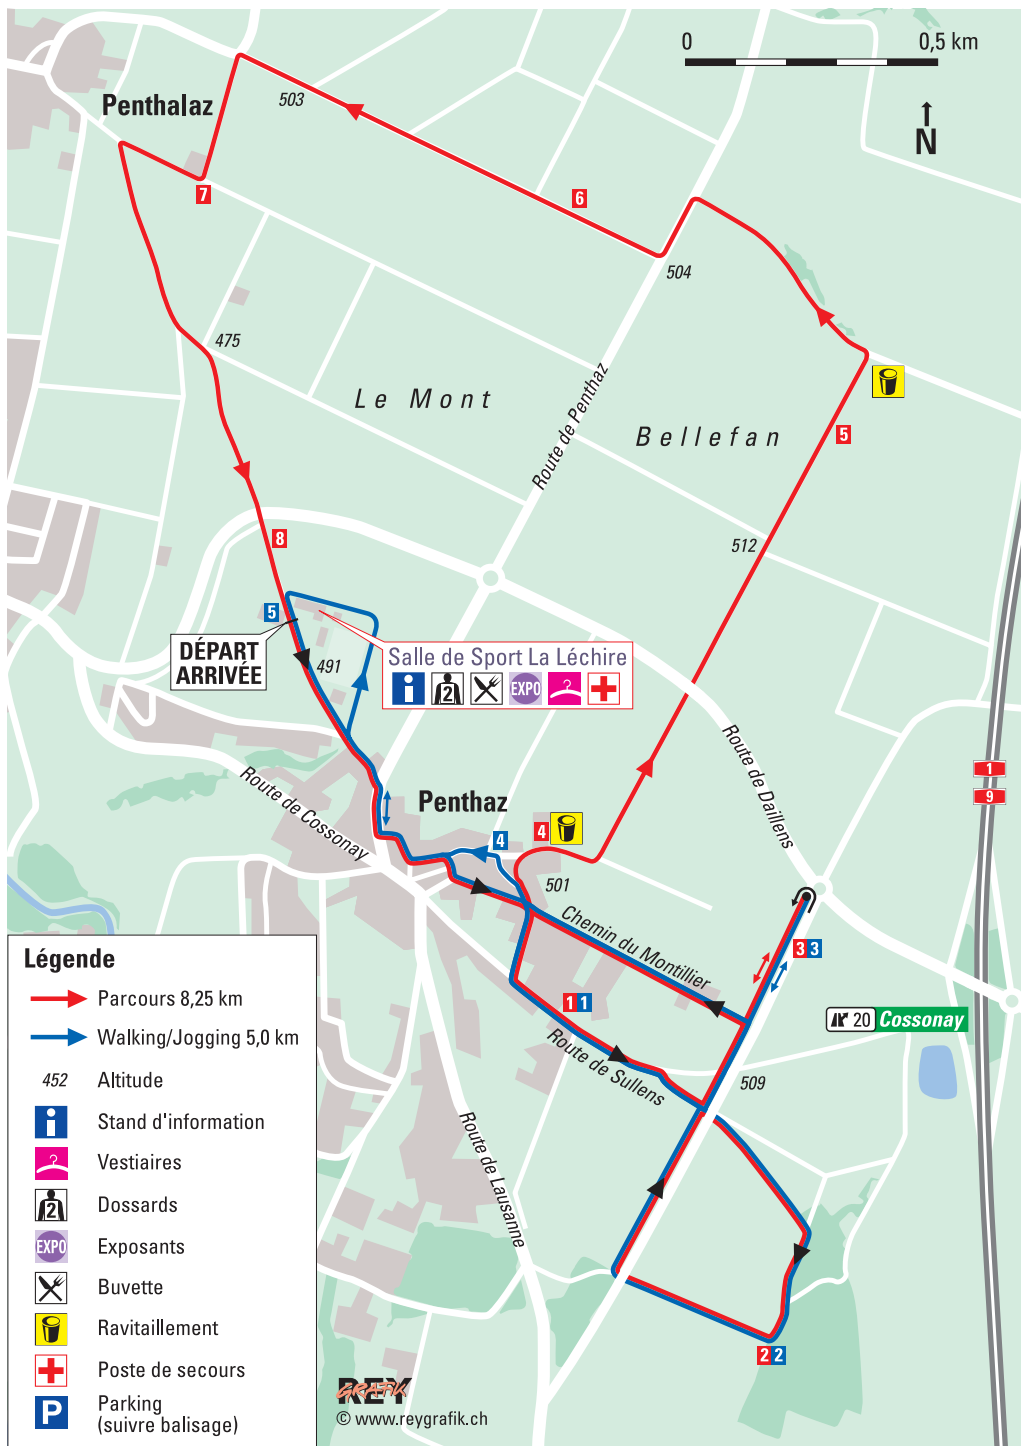 0
0,5 km
N
Penthalaz
503
6
7
504
475
Le Mont
Route de Penthaz
Bellefan
5
512
8
5
DÉPART
ARRIVÉE
491
Salle de Sport La Léchire
i
2
EXPO
?
Route de Daillens
1
9
Route de Cossonay
Penthaz
4
4
501
Chemin du Montillier
3 3
1 1
Route de Sullens
20 Cossonay
509
Route de Lausanne
2 2
Légende
Parcours 8,25 km
Walking/Jogging 5,0 km
452 Altitude
i Stand d'information
? Vestiaires
2 Dossards
EXPO Exposants
Buvette
Ravitaillement
Poste de secours
P Parking
(suivre balisage)
REY
GRAFIK
© www.reygrafik.ch